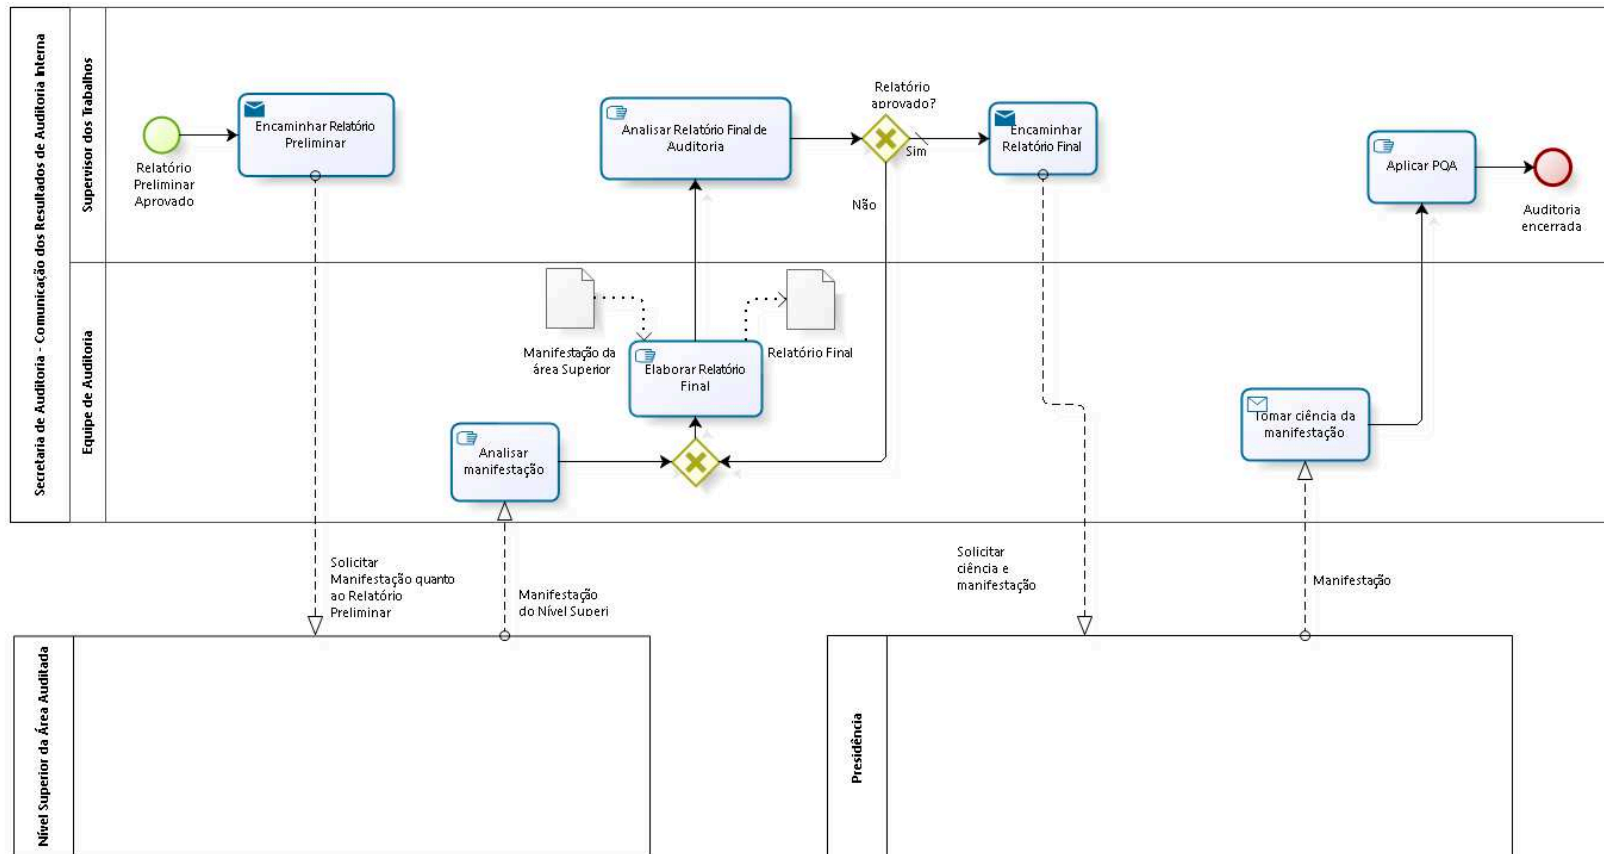 Secretaria de Auditoria - Comunicação dos Resultados de Auditoria Interna
Supervisor dos Trabalhos
Relatório
Preliminar
Aprovado
Encaminhar Relatório
Preliminar
Analisar Relatório Final de
Auditoria
Relatório
aprovado?
Sim
Não
Encaminhar
Relatório Final
Aplicar PQA
Auditoria
encerrada
Equipe de Auditoria
Manifestação da
área Superior
Relatório Final
Elaborar Relatório
Final
Analisar
manifestação
Tomar ciência da
manifestação
Solicitar
Manifestação quanto
ao Relatório
Preliminar
Manifestação
do Nível Superi
Solicitar
ciência e
manifestação
Manifestação
Nível Superior da Área Auditada
Presidência